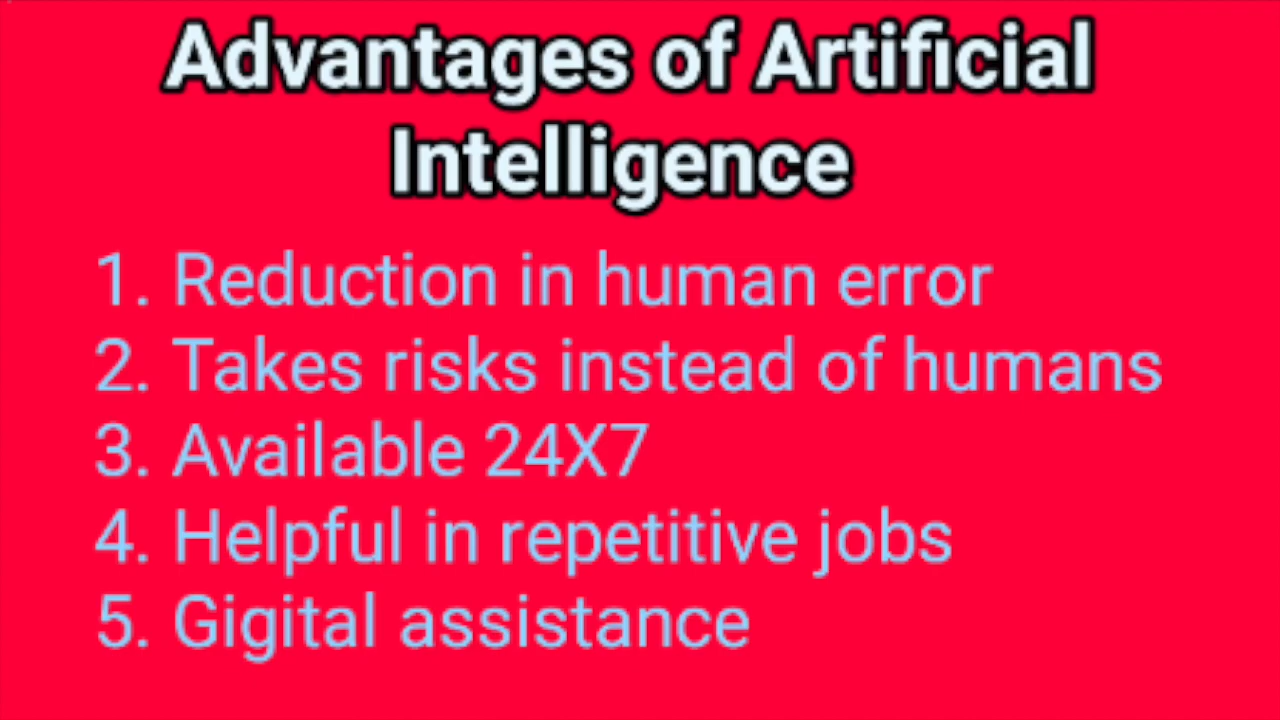 Advantages of Artificial
Intelligence
1. Reduction in human error
2. Takes risks instead of humans
3. Available 24X7
4. Helpful in repetitive jobs
5. Gigital assistance